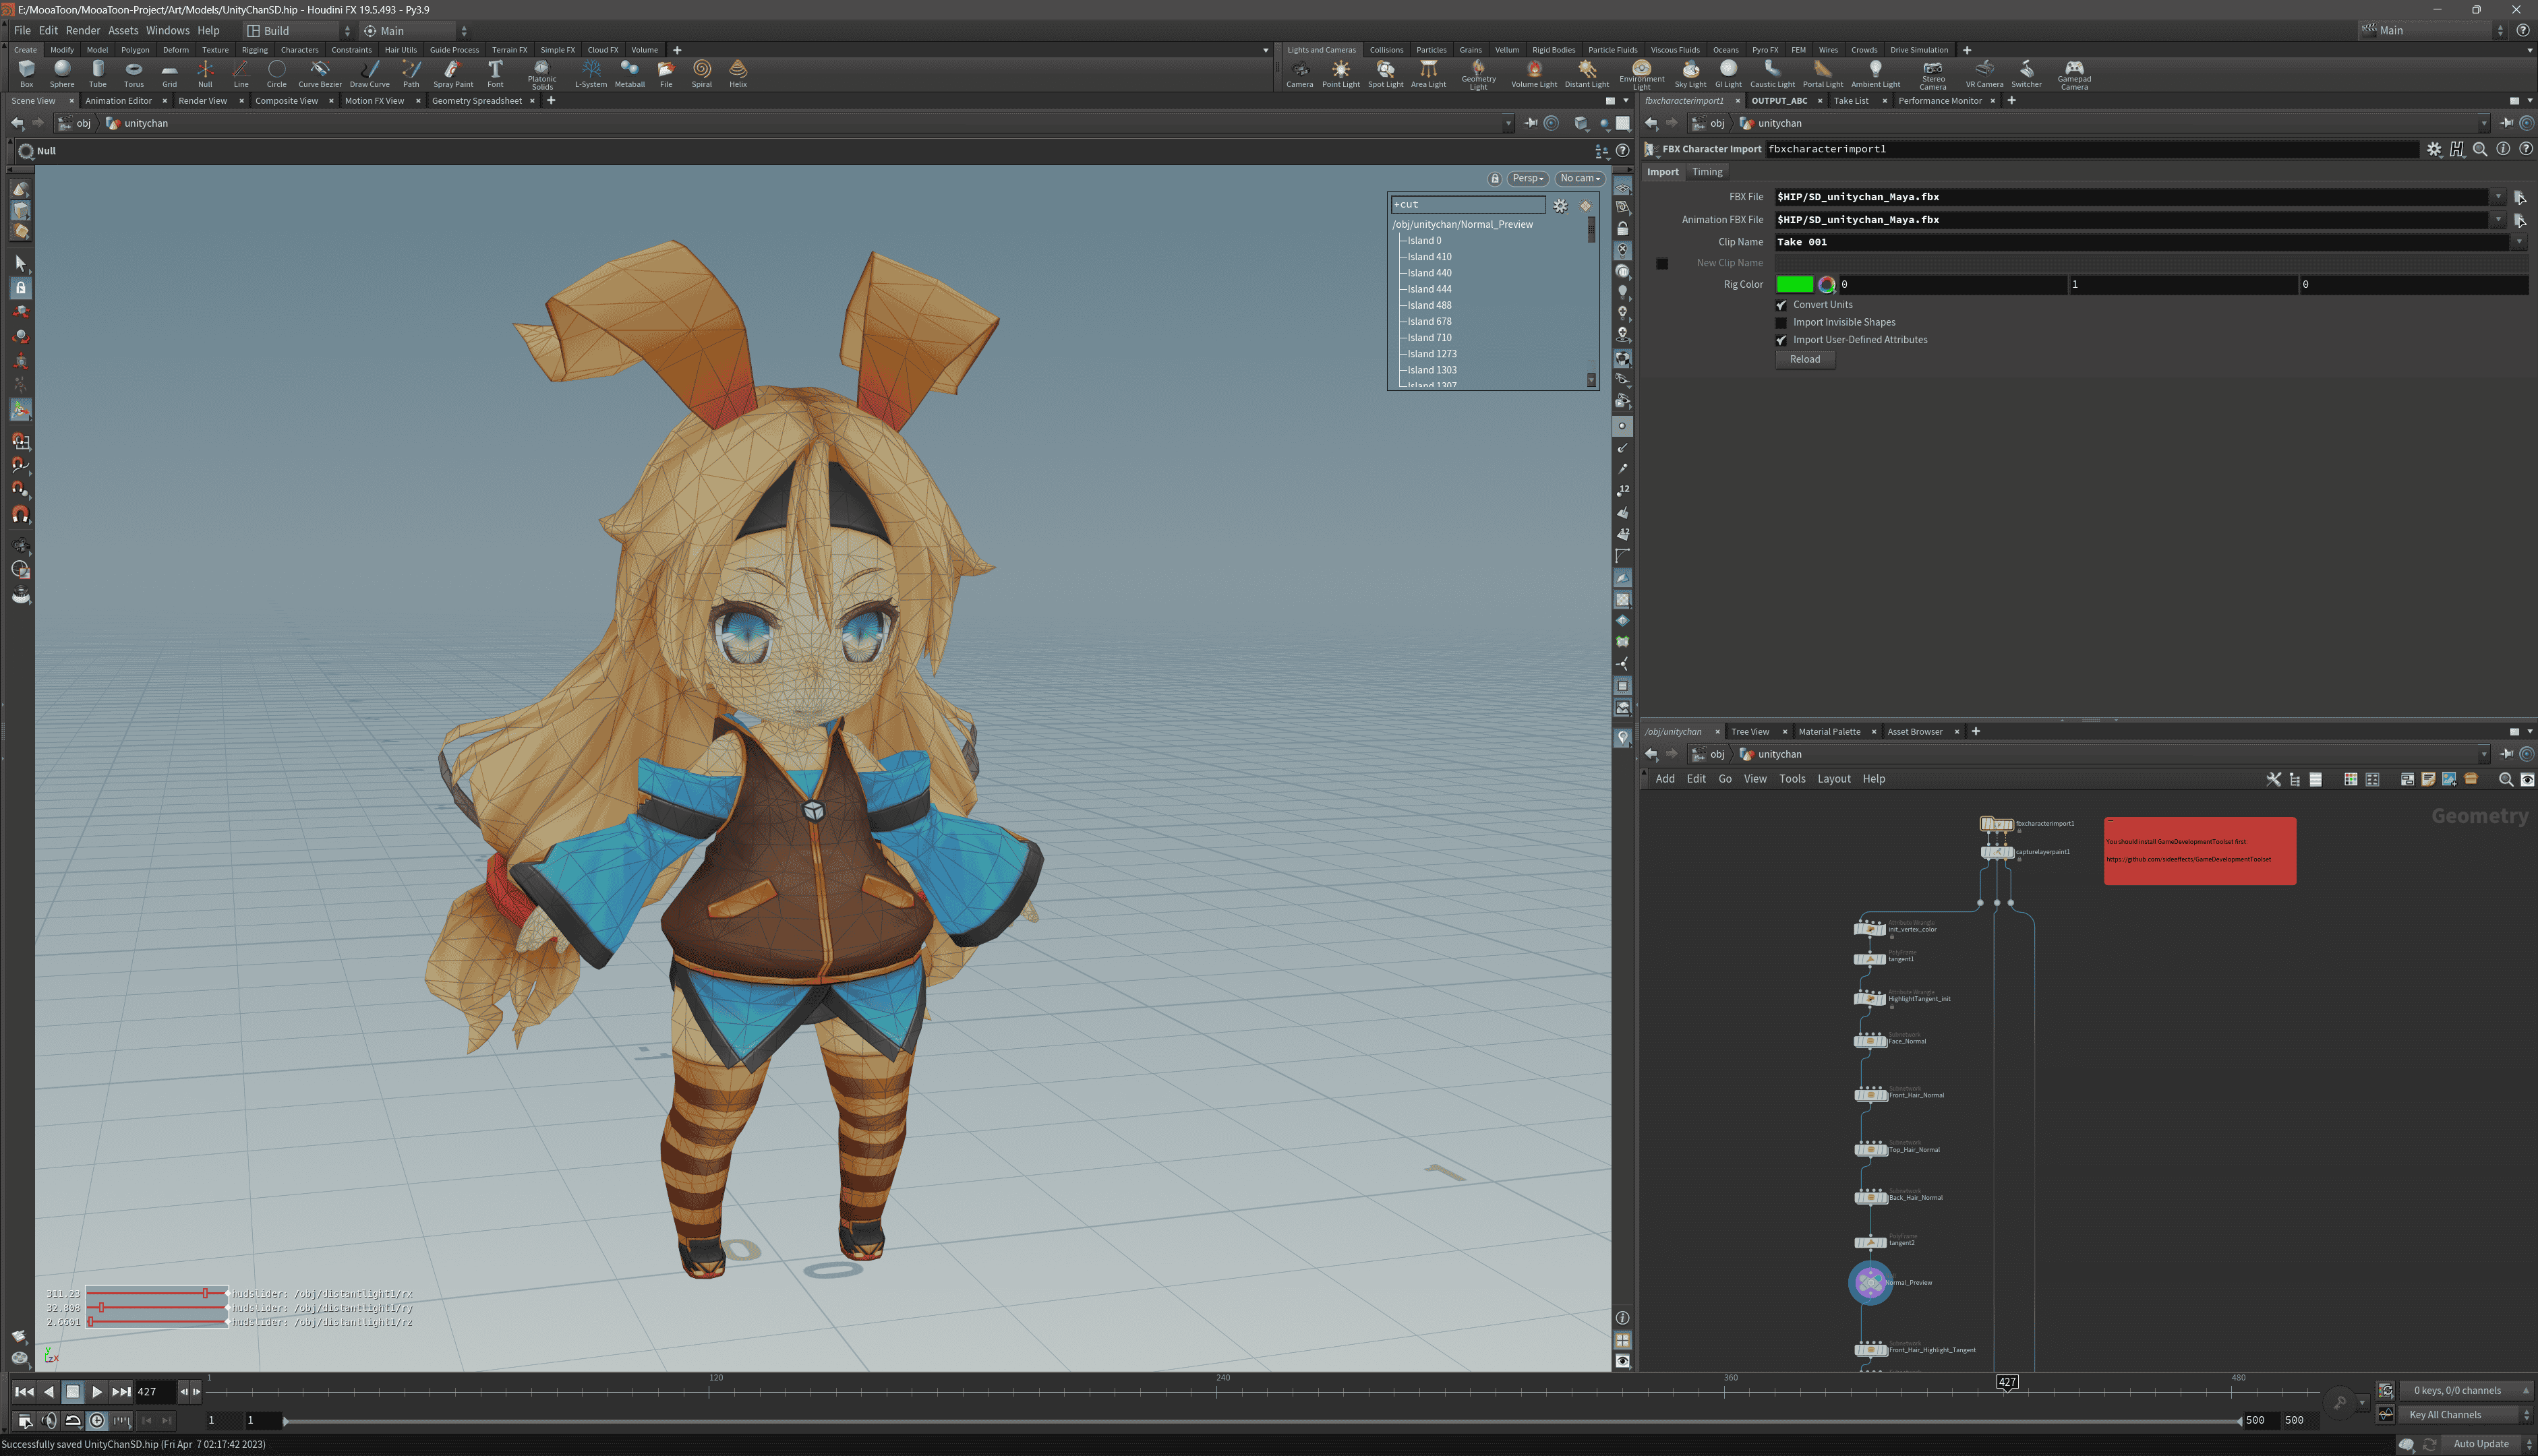 E:/MooaToon/MooaToon-Project/Art/Models/UnityChanSD.hip - Houdini FX 19.5.493 - Py3.9
File Edit Render Assets Windows Help Build Main Main
Create Modify Model Polygon Deform Texture Rigging Characters Constraints Hair Utils Guide Process Terrain FX Simple FX Cloud FX Volume
Lights and Cameras Collisions Particles Grains Vellum Rigid Bodies Particle Fluids Viscous Fluids Oceans Pyro FX FEM Wires Crowds Drive Simulation
Box Sphere Tube Torus Grid Null Line Circle Curve Bezier Draw Curve Path Spray Paint Font Platonic Solids L-System Metaball File Spiral Helix
Camera Point Light Spot Light Area Light Geometry Light Volume Light Distant Light Environment Light Sky Light GI Light Caustic Light Portal Light Ambient Light Stereo Camera VR Camera Switcher Gamepad Camera
Scene View Animation Editor Render View Composite View Motion FX View Geometry Spreadsheet
obj unitychan
Null
Persp No cam
+cut
/obj/unitychan/Normal_Preview
Island 0
Island 410
Island 440
Island 444
Island 488
Island 678
Island 710
Island 1273
Island 1303
Island 1307
311.23 hudslider: /obj/distantlight1/rx
32.808 hudslider: /obj/distantlight1/ry
2.6601 hudslider: /obj/distantlight1/rz
fbxcharacterimport1 OUTPUT_ABC Take List Performance Monitor
obj unitychan
FBX Character Import fbxcharacterimport1
Import Timing
FBX File $HIP/SD_unitychan_Maya.fbx
Animation FBX File $HIP/SD_unitychan_Maya.fbx
Clip Name Take 001
New Clip Name
Rig Color 0 1 0
Convert Units
Import Invisible Shapes
Import User-Defined Attributes
Reload
/obj/unitychan Tree View Material Palette Asset Browser
obj unitychan
Add Edit Go View Tools Layout Help
Geometry
fbxcharacterimport1
capturelayerpaint1
You should install GameDevelopmentToolset first
https://github.com/sideeffects/GameDevelopmentToolset
Attribute Wrangle
init_vertex_color
PolyFrame
tangent1
Attribute Wrangle
HighlightTangent_init
Subnetwork
Face_Normal
Subnetwork
Front_Hair_Normal
Subnetwork
Top_Hair_Normal
Subnetwork
Back_Hair_Normal
PolyFrame
tangent2
Normal_Preview
Subnetwork
Front_Hair_Highlight_Tangent
427 1 120 240 360 427 480
0 keys, 0/0 channels
1 1 500 500
Key All Channels
Successfully saved UnityChanSD.hip (Fri Apr 7 02:17:42 2023)
Auto Update